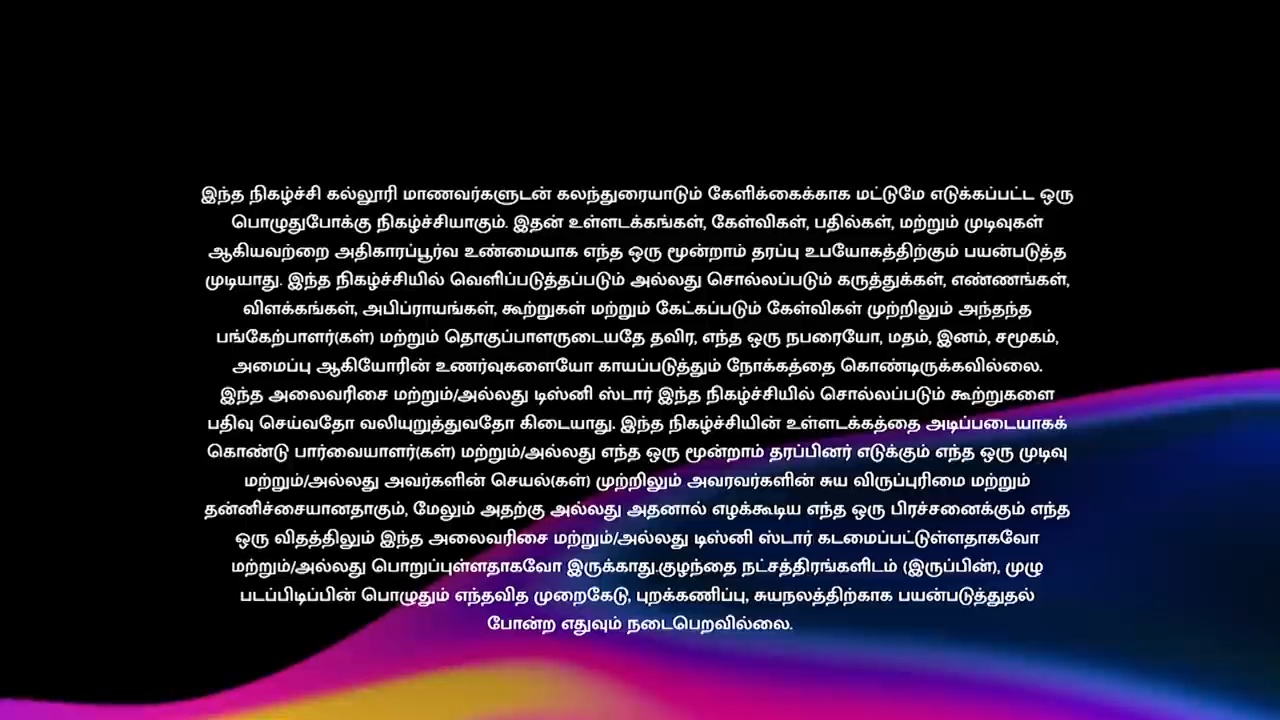 இந்த நிகழ்ச்சி கல்லூரி மாணவர்களுடன் கலந்துரையாடும் கேளிக்கைக்காக மட்டுமே எடுக்கப்பட்ட ஒரு
பொழுதுபோக்கு நிகழ்ச்சியாகும். இதன் உள்ளடக்கங்கள், கேள்விகள், பதில்கள், மற்றும் முடிவுகள்
ஆகியவற்றை அதிகாரப்பூர்வ உண்மையாக எந்த ஒரு மூன்றாம் தரப்பு உபயோகத்திற்கும் பயன்படுத்த
முடியாது. இந்த நிகழ்ச்சியில் வெளிப்படுத்தப்படும் அல்லது சொல்லப்படும் கருத்துக்கள், எண்ணங்கள்,
விளக்கங்கள், அபிப்ராயங்கள், கூற்றுகள் மற்றும் கேட்கப்படும் கேள்விகள் முற்றிலும் அந்தந்த
பங்கேற்பாளர்(கள்) மற்றும் தொகுப்பாளருடையதே தவிர, எந்த ஒரு நபரையோ, மதம், இனம், சமூகம்,
அமைப்பு ஆகியோரின் உணர்வுகளையோ காயப்படுத்தும் நோக்கத்தை கொண்டிருக்கவில்லை.
இந்த அலைவரிசை மற்றும்/அல்லது டிஸ்னி ஸ்டார் இந்த நிகழ்ச்சியில் சொல்லப்படும் கூற்றுகளை
பதிவு செய்வதோ வலியுறுத்துவதோ கிடையாது. இந்த நிகழ்ச்சியின் உள்ளடக்கத்தை அடிப்படையாகக்
கொண்டு பார்வையாளர்(கள்) மற்றும்/அல்லது எந்த ஒரு மூன்றாம் தரப்பினர் எடுக்கும் எந்த ஒரு முடிவு
மற்றும்/அல்லது அவர்களின் செயல்(கள்) முற்றிலும் அவரவர்களின் சுய விருப்புரிமை மற்றும்
தன்னிச்சையானதாகும், மேலும் அதற்கு அல்லது அதனால் எழக்கூடிய எந்த ஒரு பிரச்சனைக்கும் எந்த
ஒரு விதத்திலும் இந்த அலைவரிசை மற்றும்/அல்லது டிஸ்னி ஸ்டார் கடமைப்பட்டுள்ளதாகவோ
மற்றும்/அல்லது பொறுப்புள்ளதாகவோ இருக்காது.குழந்தை நட்சத்திரங்களிடம் (இருப்பின்), முழு
படப்பிடிப்பின் பொழுதும் எந்தவித முறைகேடு, புறக்கணிப்பு, சுயநலத்திற்காக பயன்படுத்துதல்
போன்ற எதுவும் நடைபெறவில்லை.